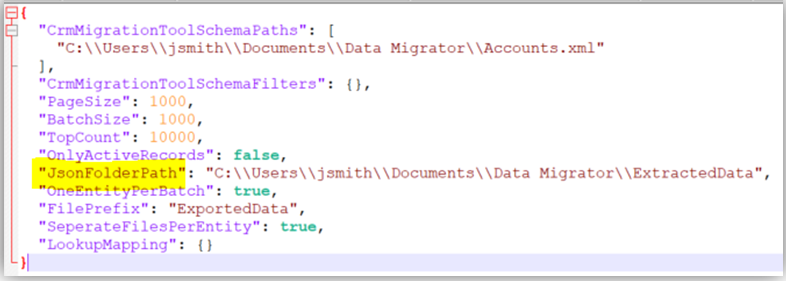 {
"CrmMigrationToolSchemaPaths": [
"C:\\Users\\jsmith\\Documents\\Data Migrator\\Accounts.xml"
],
"CrmMigrationToolSchemaFilters": {},
"PageSize": 1000,
"BatchSize": 1000,
"TopCount": 10000,
"OnlyActiveRecords": false,
"JsonFolderPath": "C:\\Users\\jsmith\\Documents\\Data Migrator\\ExtractedData",
"OneEntityPerBatch": true,
"FilePrefix": "ExportedData",
"SeperateFilesPerEntity": true,
"LookupMapping": {}
}